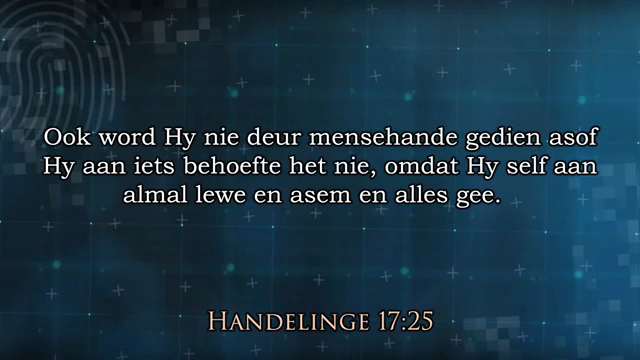 Ook word Hy nie deur mensehande gedien asof
Hy aan iets behoefte het nie, omdat Hy self aan
almal lewe en asem en alles gee.
Handelinge 17:25